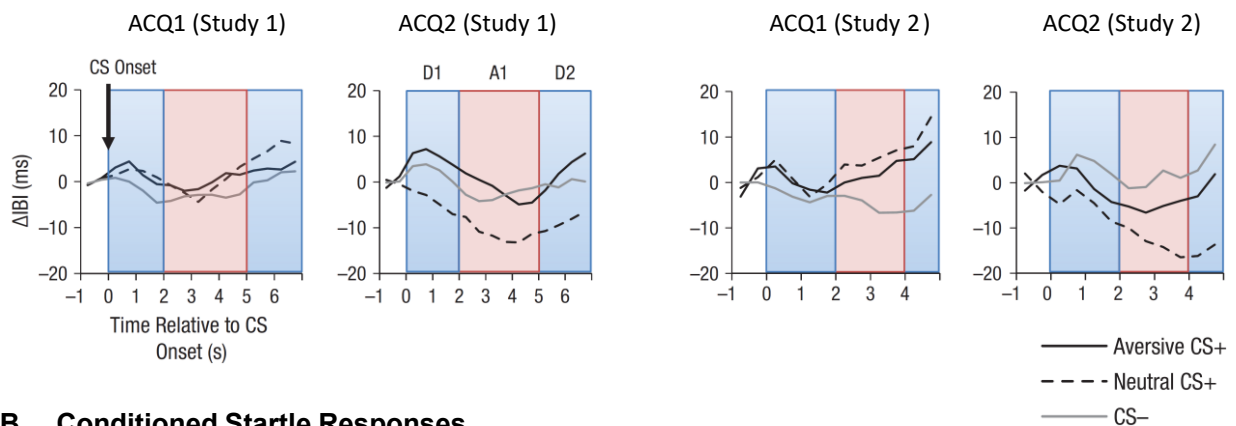 ACQ1 (Study 1)
ACQ2 (Study 1)
ACQ1 (Study 2)
ACQ2 (Study 2)
CS Onset
D1 A1 D2
ΔIBI (ms)
20
10
0
–10
–20
–1 0 1 2 3 4 5 6
Time Relative to CS
Onset (s)
20
10
0
–10
–20
–1 0 1 2 3 4 5 6
20
10
0
–10
–20
–1 0 1 2 3 4
20
10
0
–10
–20
–1 0 1 2 3 4
Aversive CS+
Neutral CS+
CS–
B Conditioned Startle Responses